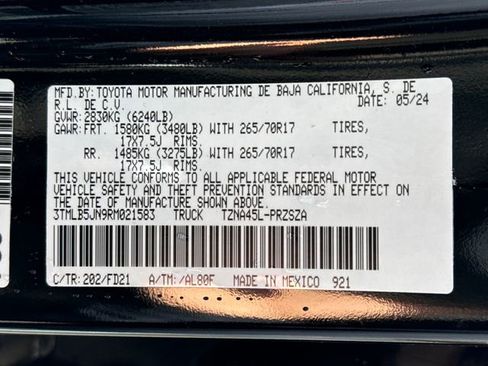 MFD.BY:TOYOTA MOTOR MANUFACTURING DE BAJA CALIFORNIA, S. DE
R.L. DE C.V. DATE: 05/24
GVWR:2830KG (6240LB)
GAWR:FRT. 1580KG (3480LB) WITH 265/70R17 TIRES,
17X7.5J RIMS.
RR. 1485KG (3275LB) WITH 265/70R17 TIRES,
17X7.5J RIMS.
THIS VEHICLE CONFORMS TO ALL APPLICABLE FEDERAL MOTOR
VEHICLE SAFETY AND THEFT PREVENTION STANDARDS IN EFFECT ON
THE DATE OF MANUFACTURE SHOWN ABOVE.
3TMLB5JN9RM021583 TRUCK TZNA45L-PRZSZA
C/TR:202/FD21 A/TM:/AL80F MADE IN MEXICO 921